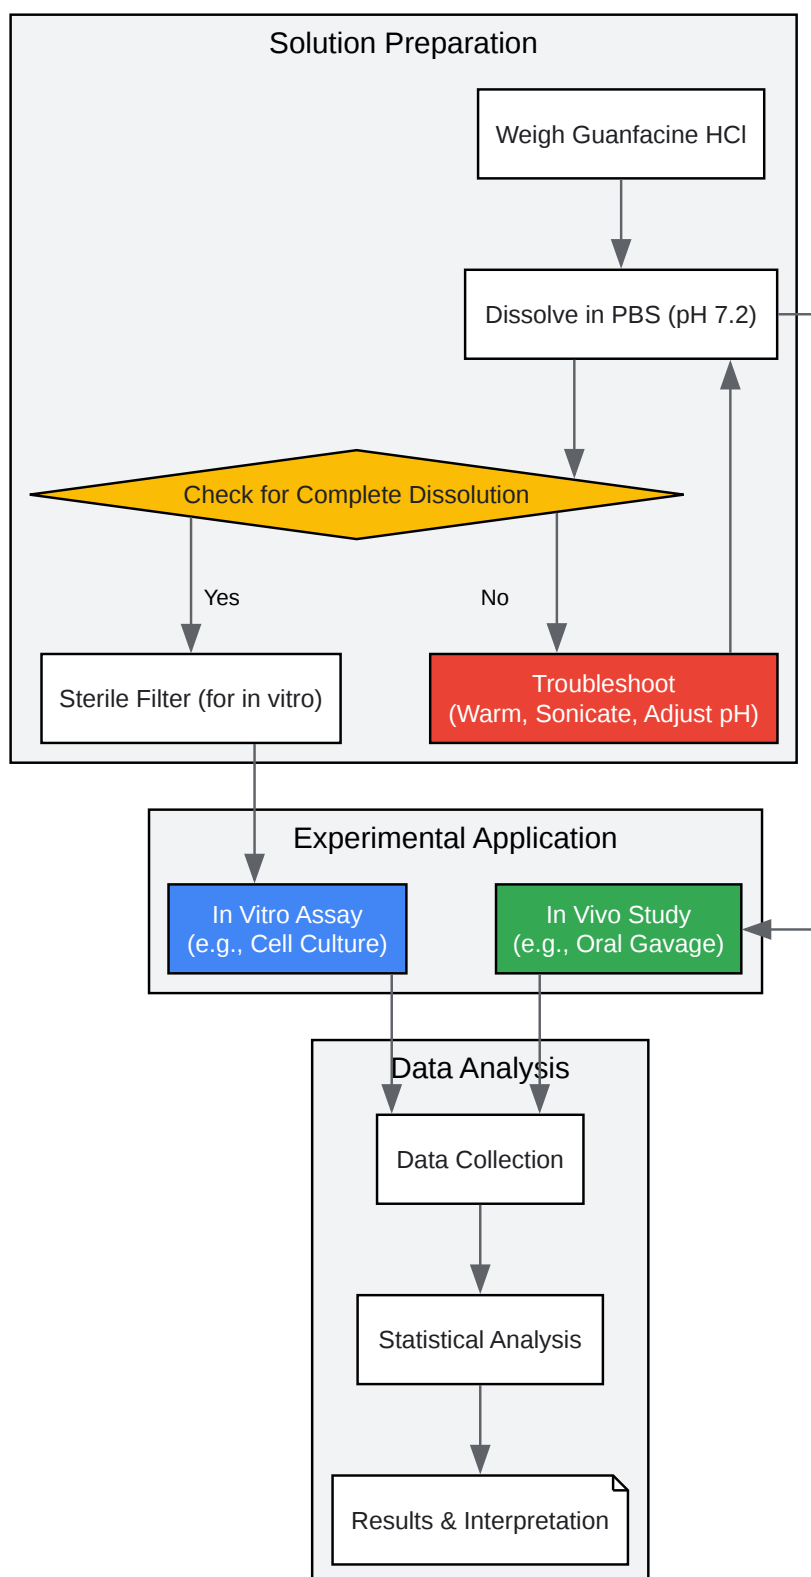 Solution Preparation
Weigh Guanfacine HCl
Dissolve in PBS (pH 7.2)
Check for Complete Dissolution
Yes
No
Sterile Filter (for in vitro)
Troubleshoot
(Warm, Sonicate, Adjust pH)
Experimental Application
In Vitro Assay
(e.g., Cell Culture)
In Vivo Study
(e.g., Oral Gavage)
Data Analysis
Data Collection
Statistical Analysis
Results & Interpretation